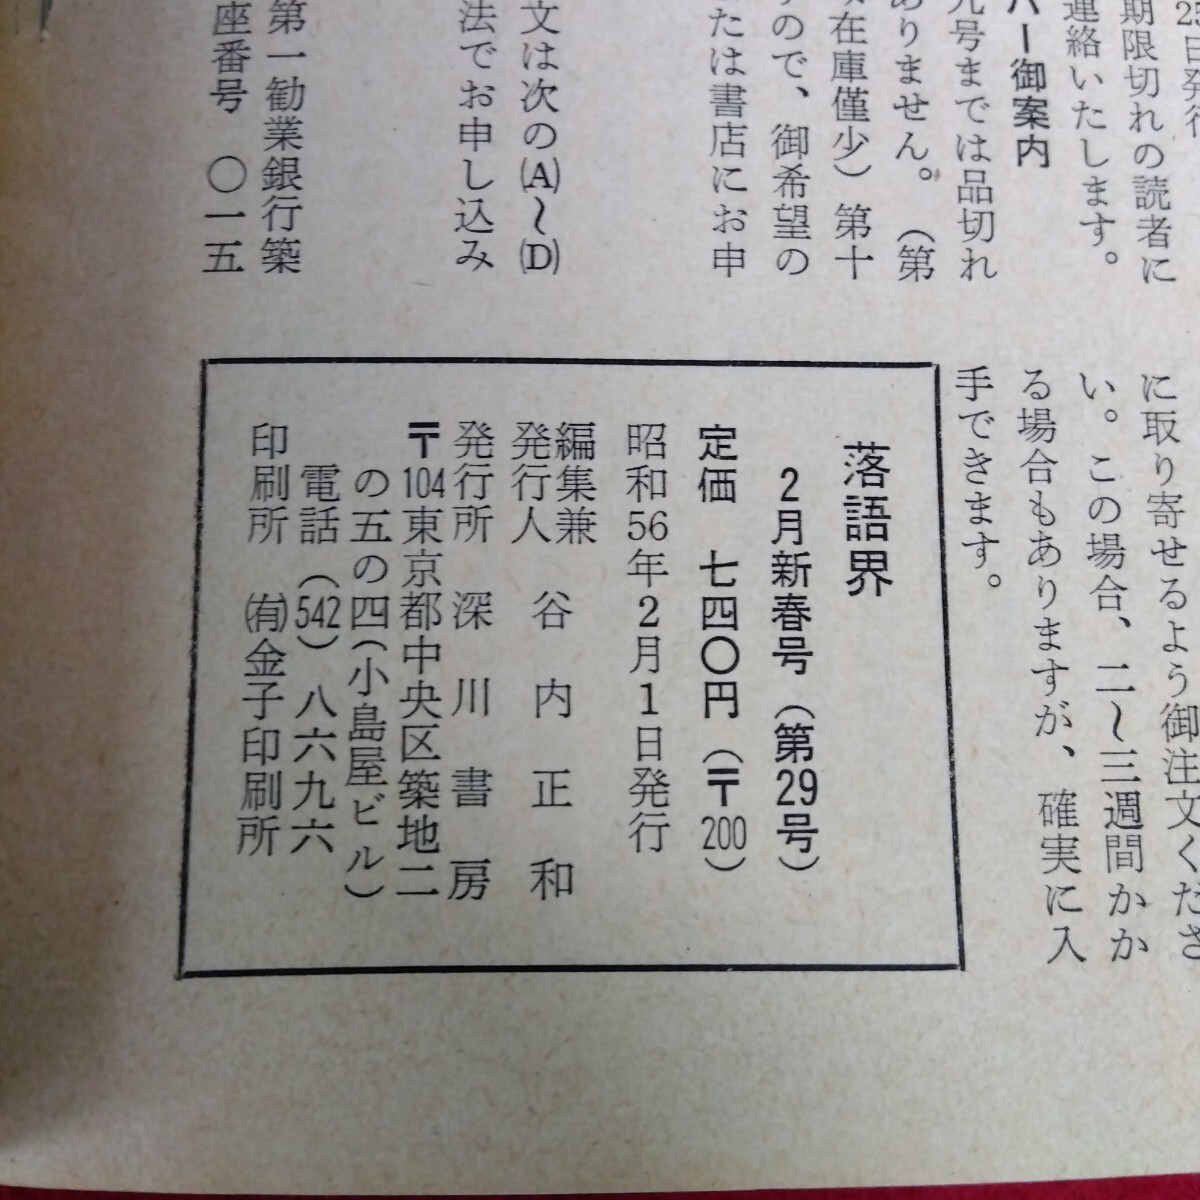 25日発行
期限切れの読者に
連絡いたします。
バー御案内
元号までは品切れ
ありません。（第
在庫僅少）第十
すので、御希望の
たは書店にお申
文は次の(A)～(D)
法でお申し込み
第一勧業銀行築
座番号　〇一五
に取り寄せるよう御注文くださ
い。この場合、二～三週間かか
る場合もありますが、確実に入
手できます。
落語界
2月新春号（第29号）
定価　七四〇円（〒200）
昭和56年2月1日発行
編集兼
発行人　谷内正和
発行所　深川書房
〒104東京都中央区築地二
の五の四（小島屋ビル）
電話（542）八六九六
印刷所　㈲金子印刷所